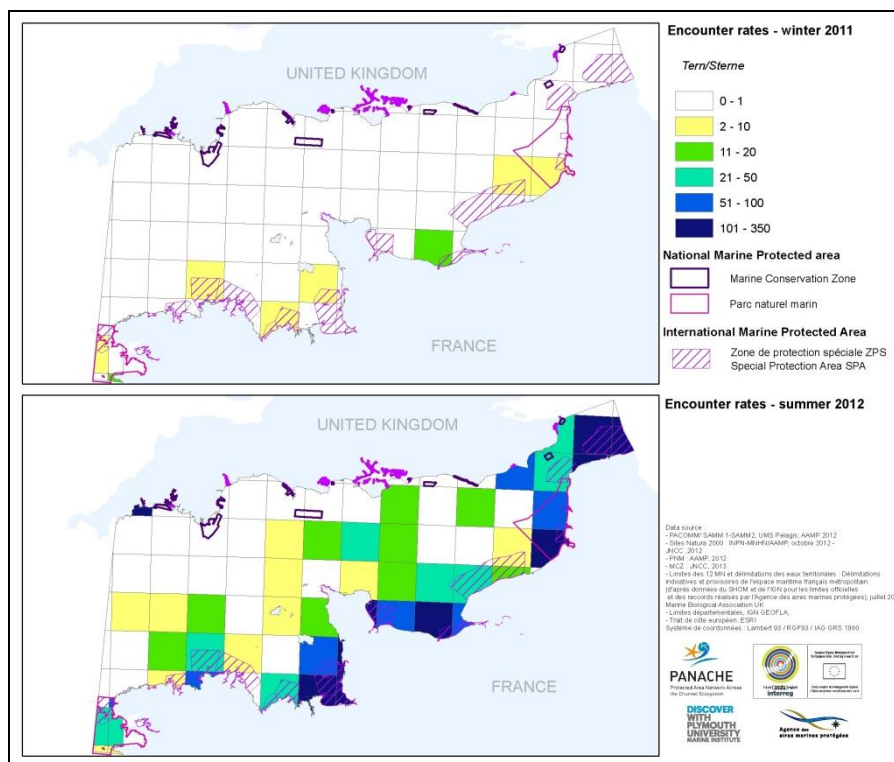 Encounter rates - winter 2011
Tern/Sterne
0 - 1
2 - 10
11 - 20
21 - 50
51 - 100
101 - 350
National Marine Protected area
Marine Conservation Zone
Parc naturel marin
International Marine Protected Area
Zone de protection spéciale ZPS
Special Protection Area SPA
UNITED KINGDOM
FRANCE
Encounter rates - summer 2012
UNITED KINGDOM
FRANCE
Data source
- PACOMM/ SAMM 1-SAMM2, UMS Pelagis, AAMP, 2012
- Sites Natura 2000 : INPN-MNHN/AAMP, octobre 2012 -
JNCC ,2012
- PNM : AAMP, 2012
- MCZ : JNCC, 2013
- Limites des 12 MN et délimitations des eaux territoriales : Délimitations
indicatives et provisoires de l'espace maritime français métropolitain
(d'après données du SHOM et de l'IGN pour les limites officielles
et des raccords réalisés par l'Agence des aires marines protégées), juillet 20
Marine Biological Association UK
- Limites départementales, IGN GEOFLA,
- Trait de côte européen, ESRI
Système de coordonnées : Lambert 93 / RGF93 / IAG GRS 1980
PANACHE
Protected Area Network Across
the Channel Ecosystem
interreg
DISCOVER
WITH
PLYMOUTH
UNIVERSITY
MARINE INSTITUTE
Agence des
aires marines protégées